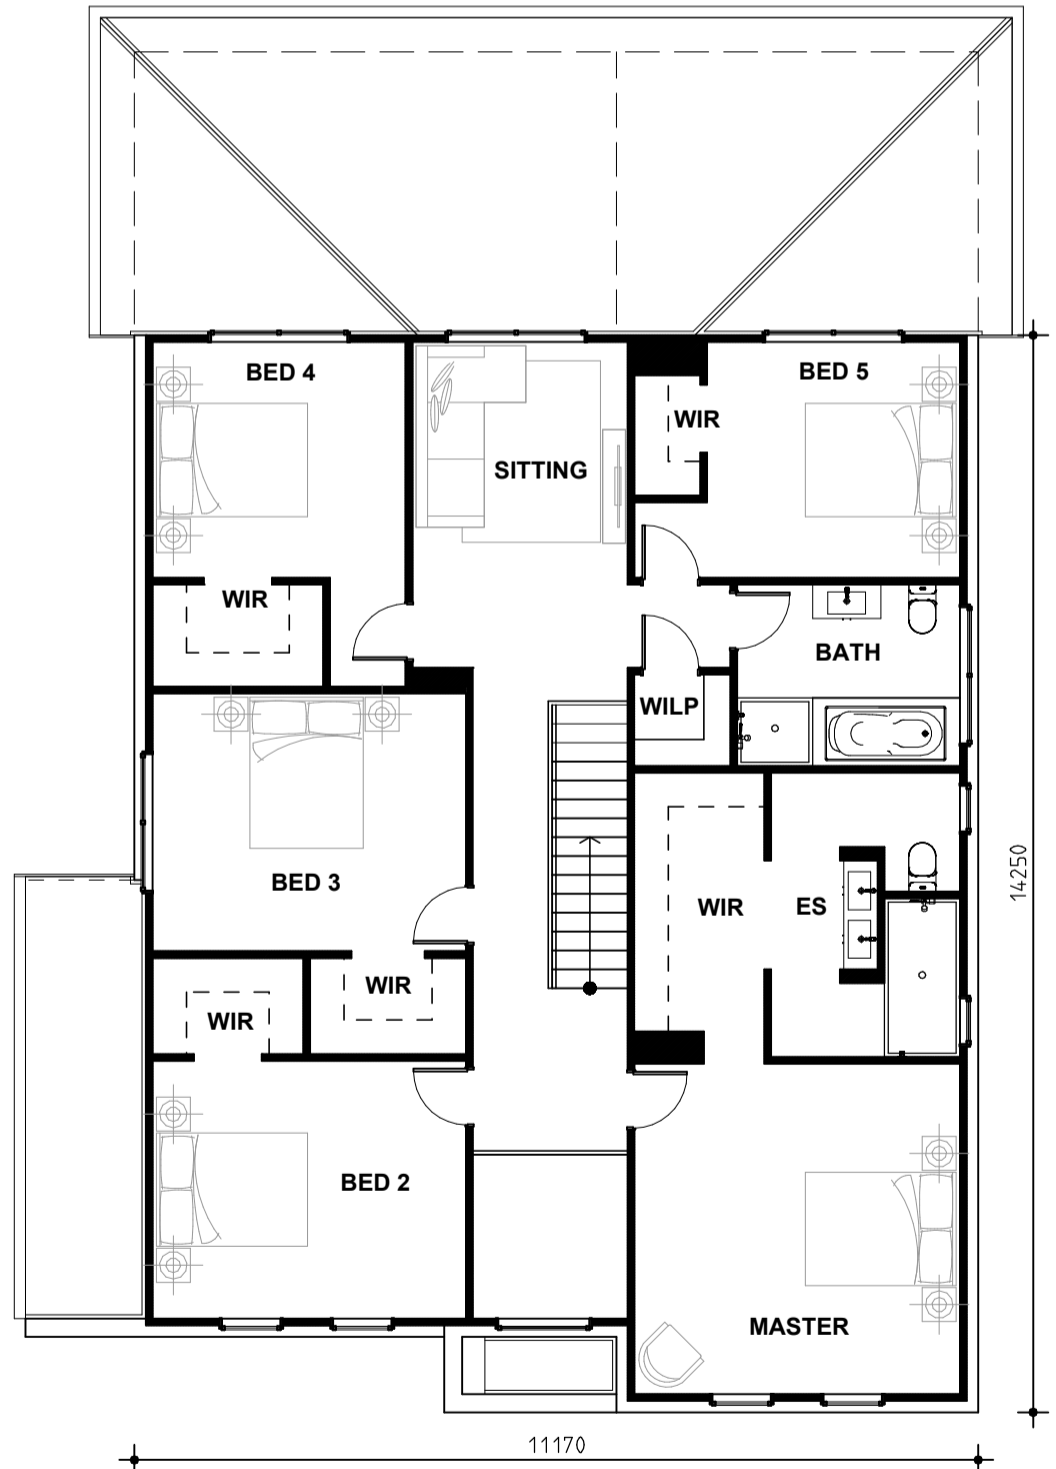 BED 4
BED 5
WIR
SITTING
WIR
BATH
WILP
BED 3
WIR
ES
WIR
WIR
BED 2
MASTER
14250
11170